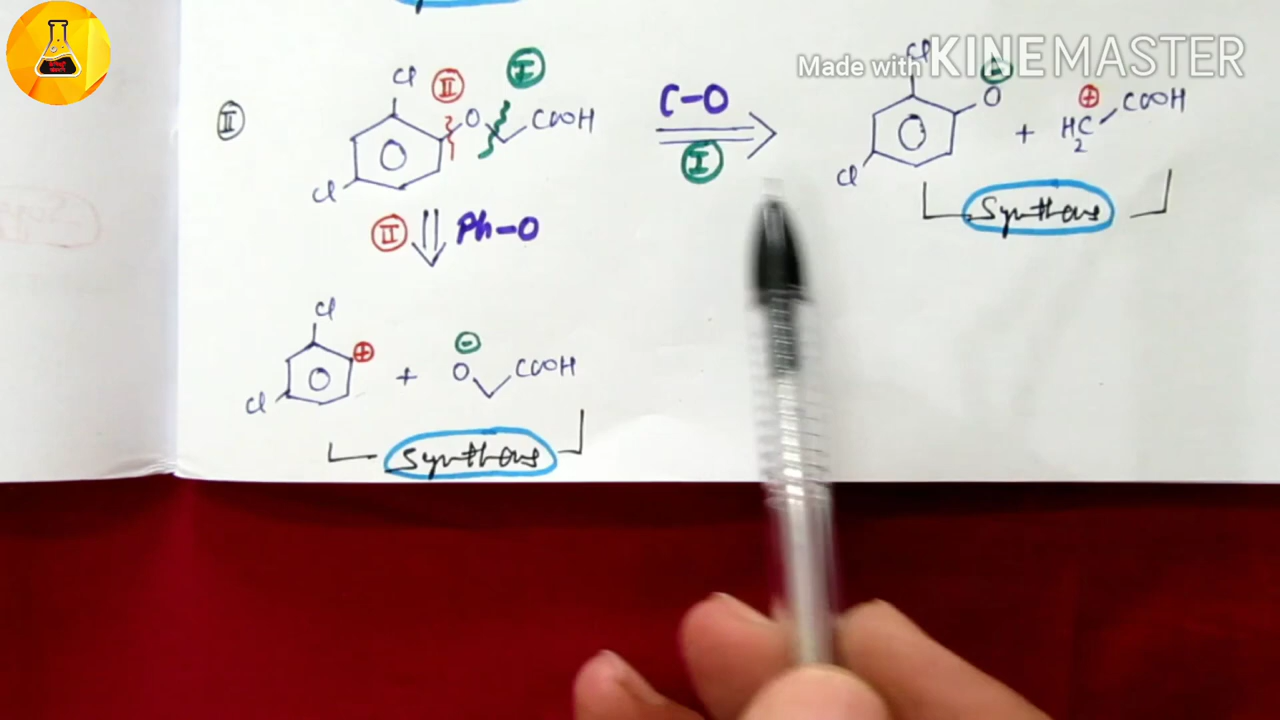 Made with KINEMASTER
II
Cl
Cl
O
COOH
II
I
C-O
I
Cl
Cl
O
-
+
H2C
+
COOH
Synthons
II
Ph-O
Cl
Cl
+
+
-
O
COOH
Synthons